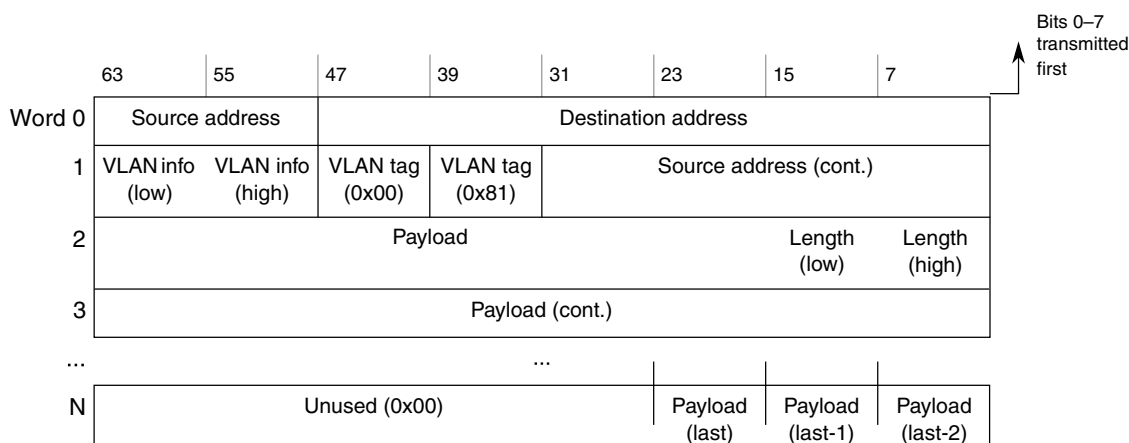 Bits 0–7
transmitted
first
63 55 47 39 31 23 15 7
Word 0 Source address Destination address
1 VLAN info VLAN info VLAN tag VLAN tag Source address (cont.)
(low) (high) (0x00) (0x81)
2 Payload Length Length
(low) (high)
3 Payload (cont.)
... ...
N Unused (0x00) Payload Payload Payload
(last) (last-1) (last-2)